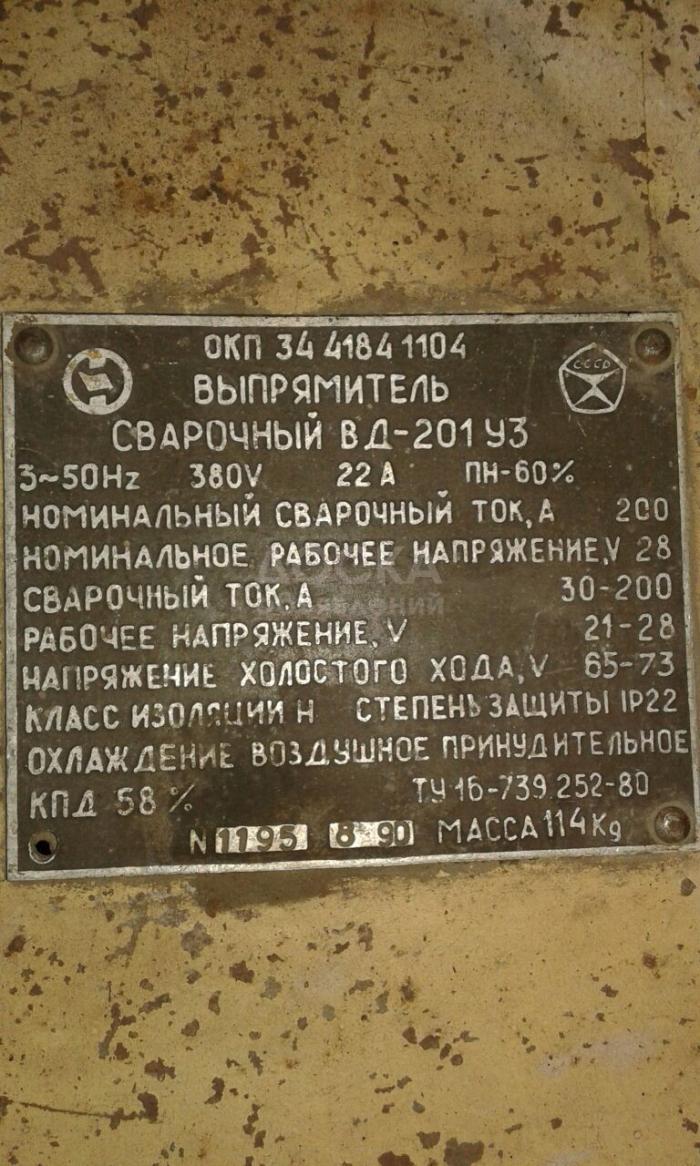 ОКП 34 4184 1104
СССР
ВЫПРЯМИТЕЛЬ
СВАРОЧНЫЙ ВД-201 У3
3~50Hz 380V 22 А ПН-60%
НОМИНАЛЬНЫЙ СВАРОЧНЫЙ ТОК, А 200
НОМИНАЛЬНОЕ РАБОЧЕЕ НАПРЯЖЕНИЕ, V 28
СВАРОЧНЫЙ ТОК, А 30-200
РАБОЧЕЕ НАПРЯЖЕНИЕ, V 21-28
НАПРЯЖЕНИЕ ХОЛОСТОГО ХОДА, V 65-73
КЛАСС ИЗОЛЯЦИИ Н СТЕПЕНЬ ЗАЩИТЫ IP22
ОХЛАЖДЕНИЕ ВОЗДУШНОЕ ПРИНУДИТЕЛЬНОЕ
КПД 58 % ТУ 16-739.252-80
N 1195 8 90 МАССА 114 Kg
ДОСКА
ОБЪЯВЛЕНИЙ